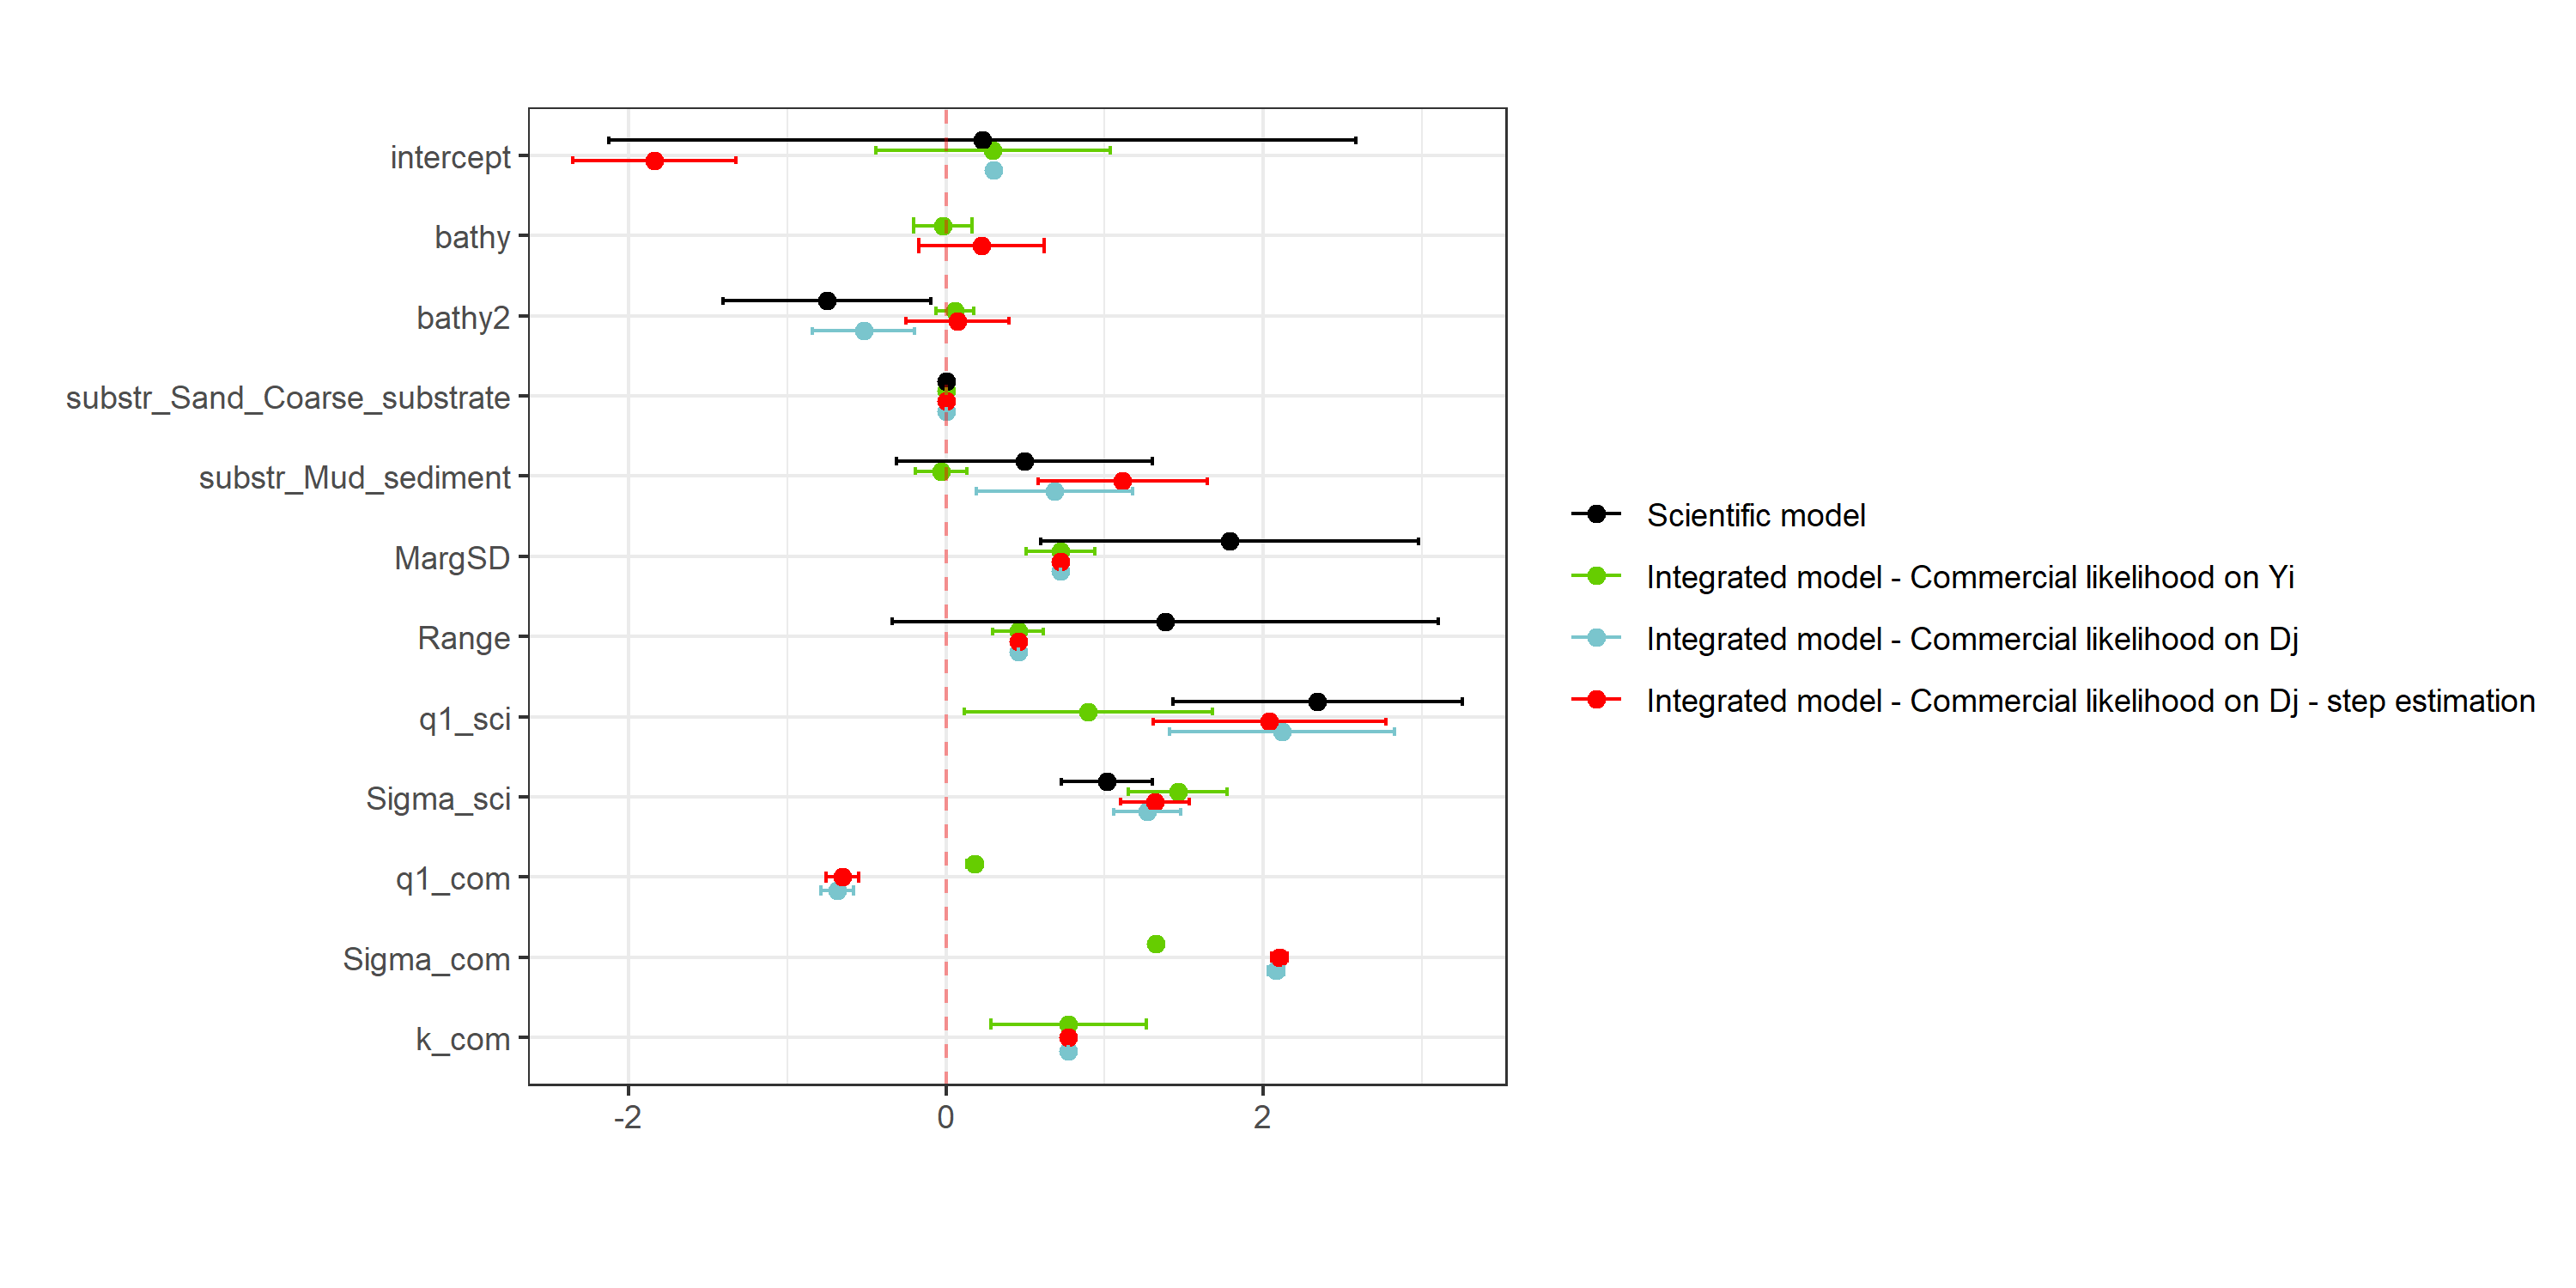 intercept
bathy
bathy2
substr_Sand_Coarse_substrate
substr_Mud_sediment
MargSD
Range
q1_sci
Sigma_sci
q1_com
Sigma_com
k_com
-2 0 2
Scientific model
Integrated model - Commercial likelihood on Yi
Integrated model - Commercial likelihood on Dj
Integrated model - Commercial likelihood on Dj - step estimation